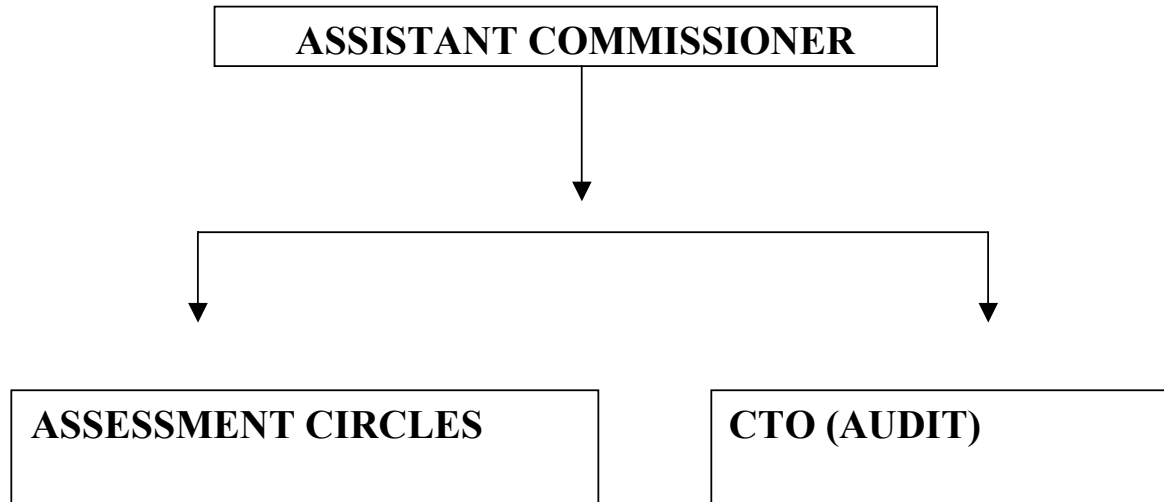 ASSISTANT COMMISSIONER
ASSESSMENT CIRCLES
CTO (AUDIT)